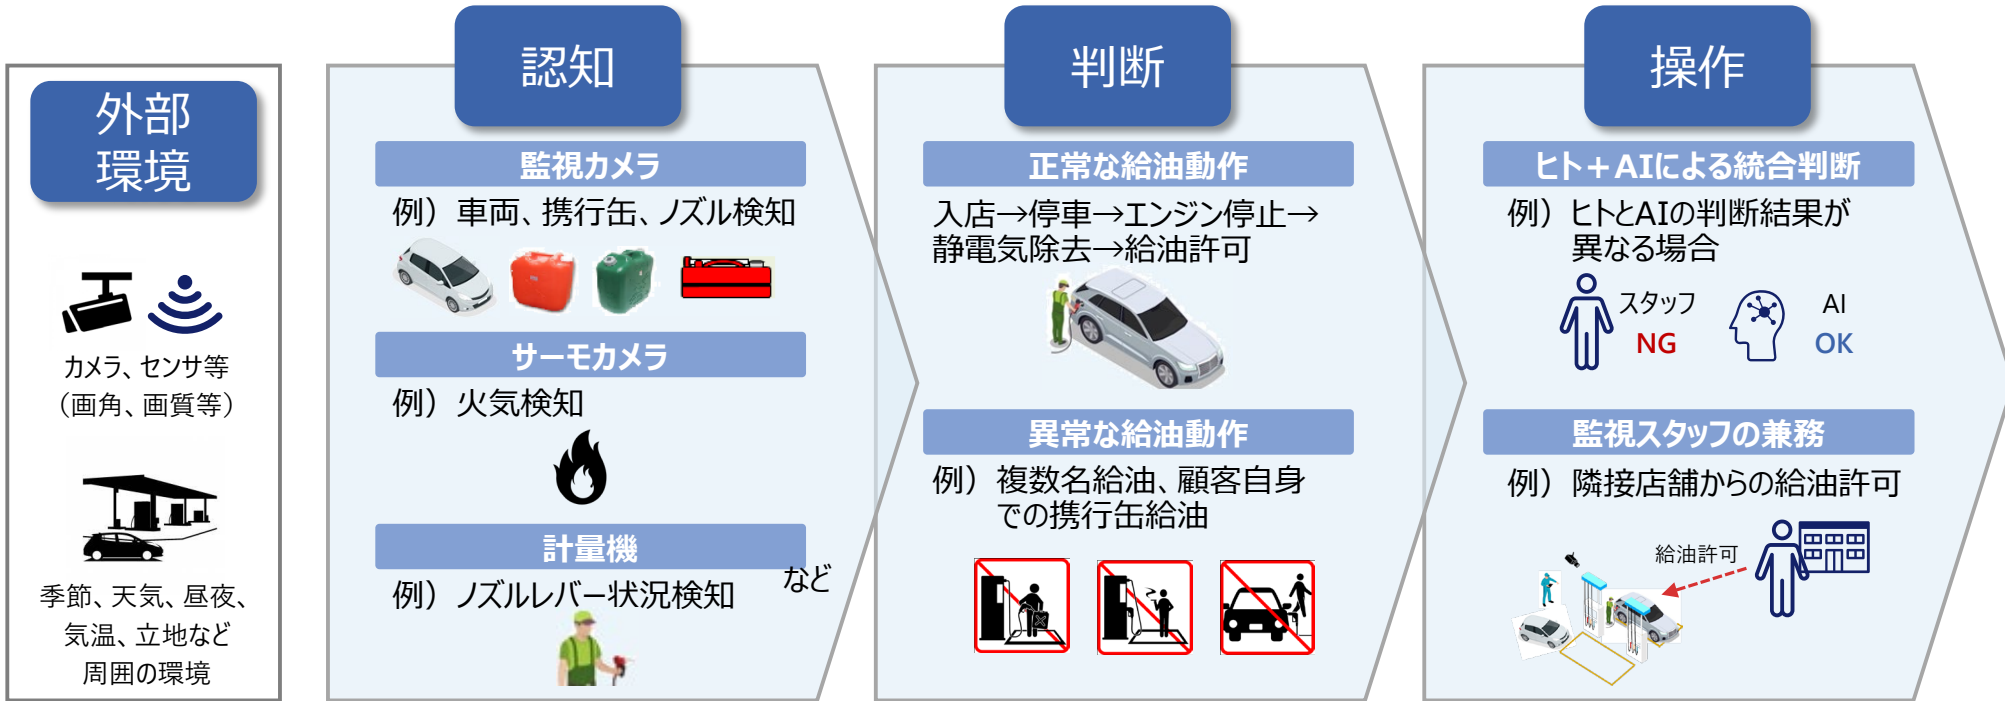 外部
環境
カメラ、センサ等
（画角、画質等）
季節、天気、昼夜、
気温、立地など
周囲の環境
認知
監視カメラ
例）車両、携行缶、ノズル検知
サーモカメラ
例）火気検知
計量機
例）ノズルレバー状況検知
など
判断
正常な給油動作
入店→停車→エンジン停止→
静電気除去→給油許可
異常な給油動作
例）複数名給油、顧客自身
での携行缶給油
操作
ヒト＋AIによる統合判断
例）ヒトとAIの判断結果が
異なる場合
スタッフ
NG
AI
OK
監視スタッフの兼務
例）隣接店舗からの給油許可
給油許可